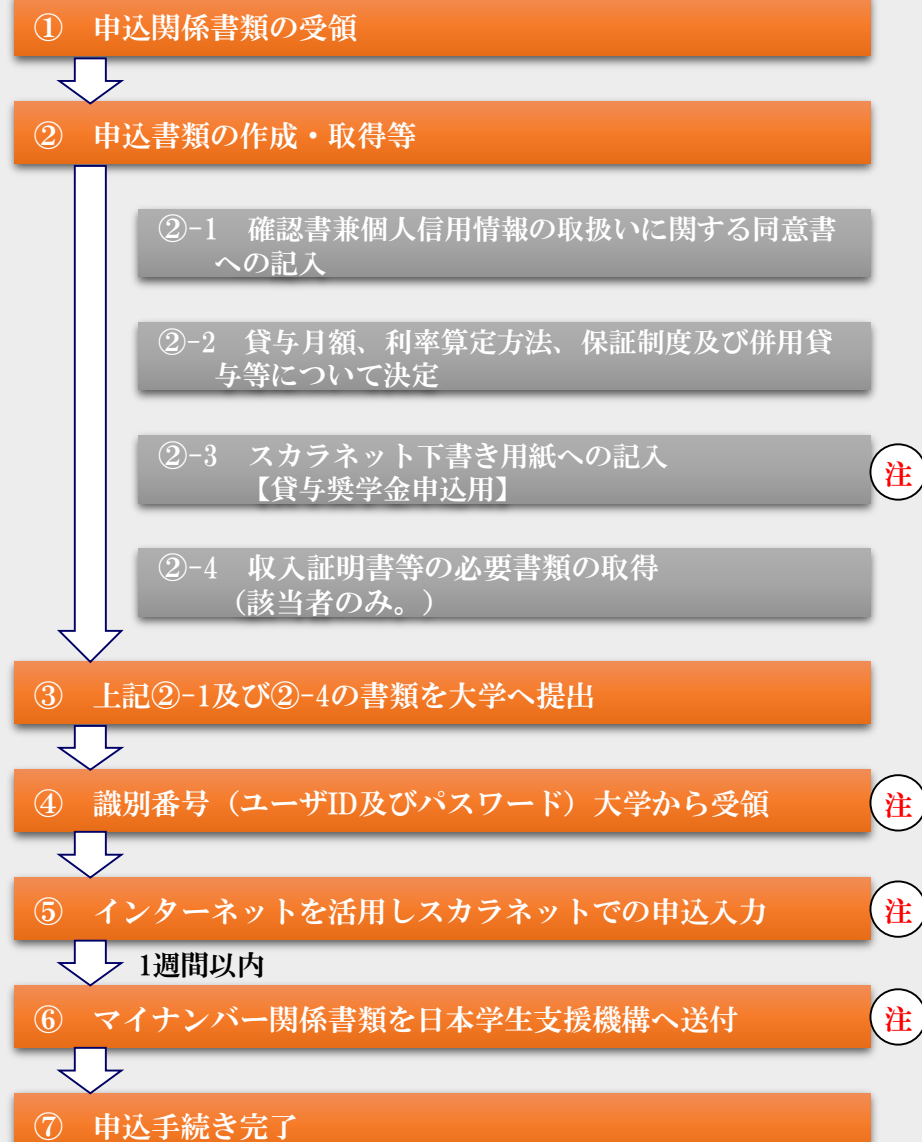 ① 申込関係書類の受領
② 申込書類の作成・取得等
②-1 確認書兼個人信用情報の取扱いに関する同意書
への記入
②-2 貸与月額、利率算定方法、保証制度及び併用貸
与等について決定
②-3 スカラネット下書き用紙への記入
【貸与奨学金申込用】
注
②-4 収入証明書等の必要書類の取得
（該当者のみ。）
③ 上記②-1及び②-4の書類を大学へ提出
④ 識別番号（ユーザID及びパスワード）大学から受領
注
⑤ インターネットを活用しスカラネットでの申込入力
注
1週間以内
⑥ マイナンバー関係書類を日本学生支援機構へ送付
注
⑦ 申込手続き完了